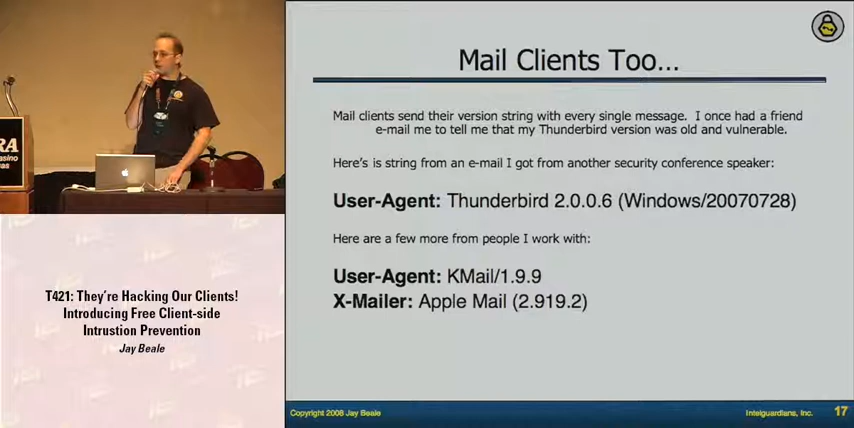 Mail Clients Too...
Mail clients send their version string with every single message. I once had a friend
e-mail me to tell me that my Thunderbird version was old and vulnerable.
Here's is string from an e-mail I got from another security conference speaker:
User-Agent: Thunderbird 2.0.0.6 (Windows/20070728)
Here are a few more from people I work with:
User-Agent: KMail/1.9.9
X-Mailer: Apple Mail (2.919.2)
Copyright 2008 Jay Beale
Intelguardians, Inc. 17
T421: They're Hacking Our Clients!
Introducing Free Client-side
Intrustion Prevention
Jay Beale